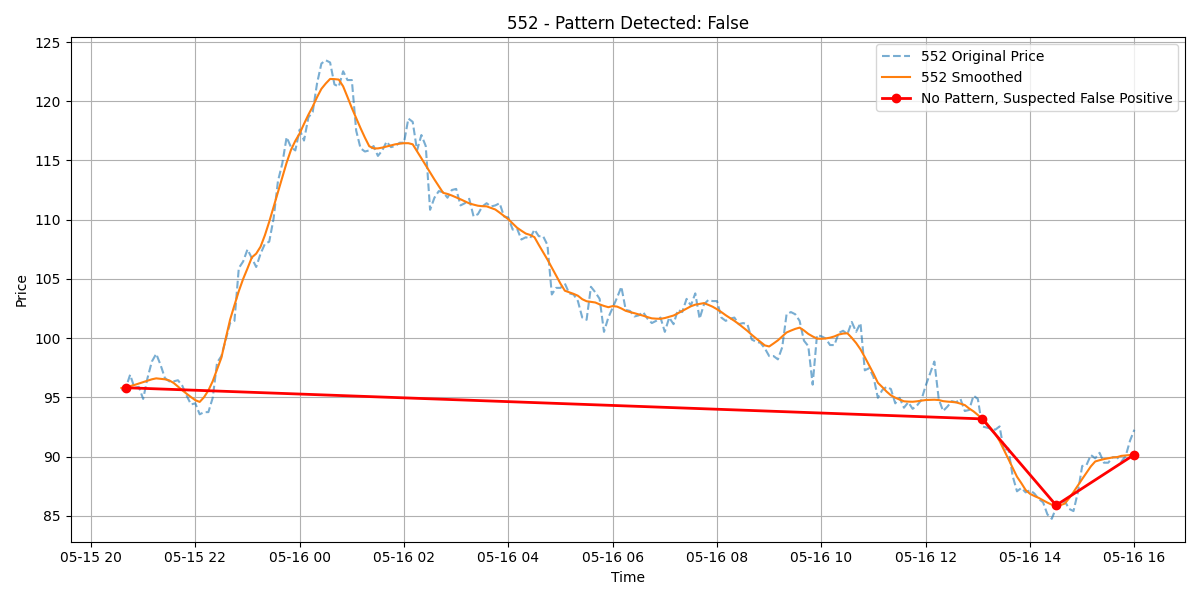 552 - Pattern Detected: False
125
120
115
110
105
100
95
90
85
Price
552 Original Price
552 Smoothed
No Pattern, Suspected False Positive
05-15 20 05-15 22 05-16 00 05-16 02 05-16 04 05-16 06 05-16 08 05-16 10 05-16 12 05-16 14 05-16 16
Time